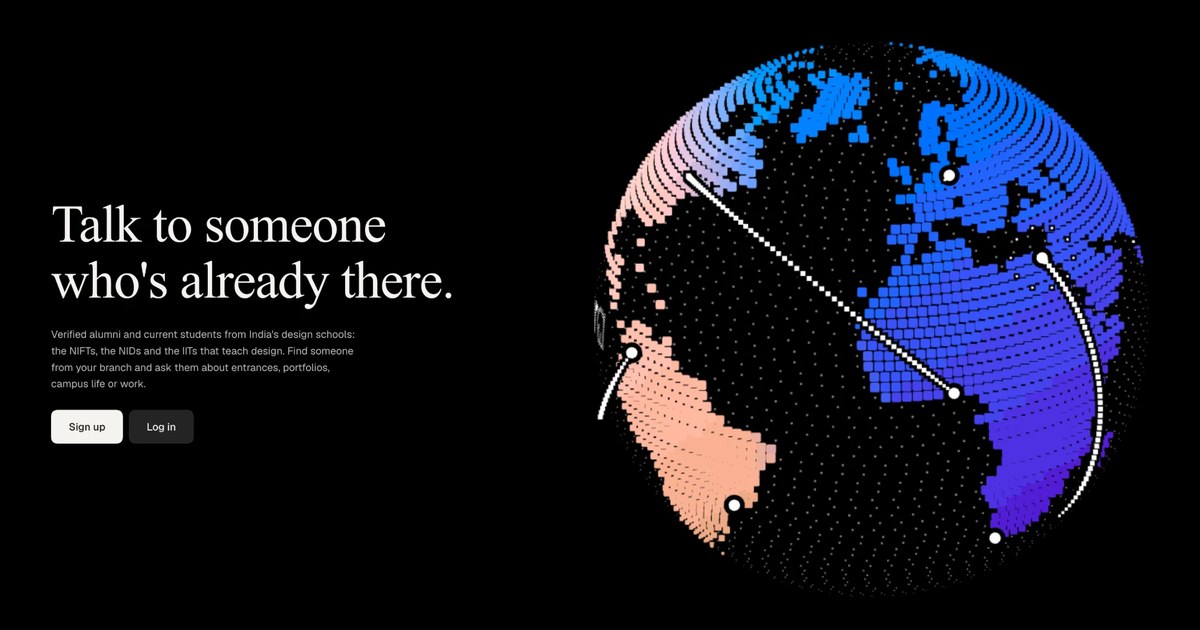 Talk to someone
who's already there.
Verified alumni and current students from India's design schools:
the NIFTs, the NIDs and the IITs that teach design. Find someone
from your branch and ask them about entrances, portfolios,
campus life or work.
Sign up
Log in